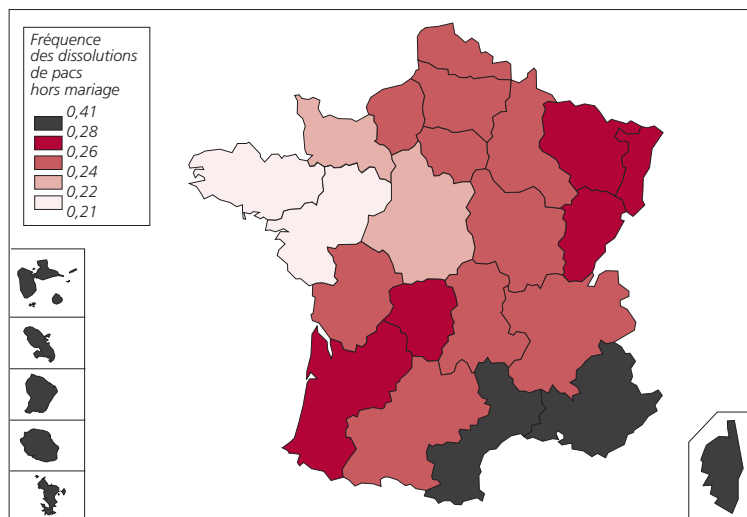 Fréquence
des dissolutions
de pacs
hors mariage
0,41
0,28
0,26
0,24
0,22
0,21